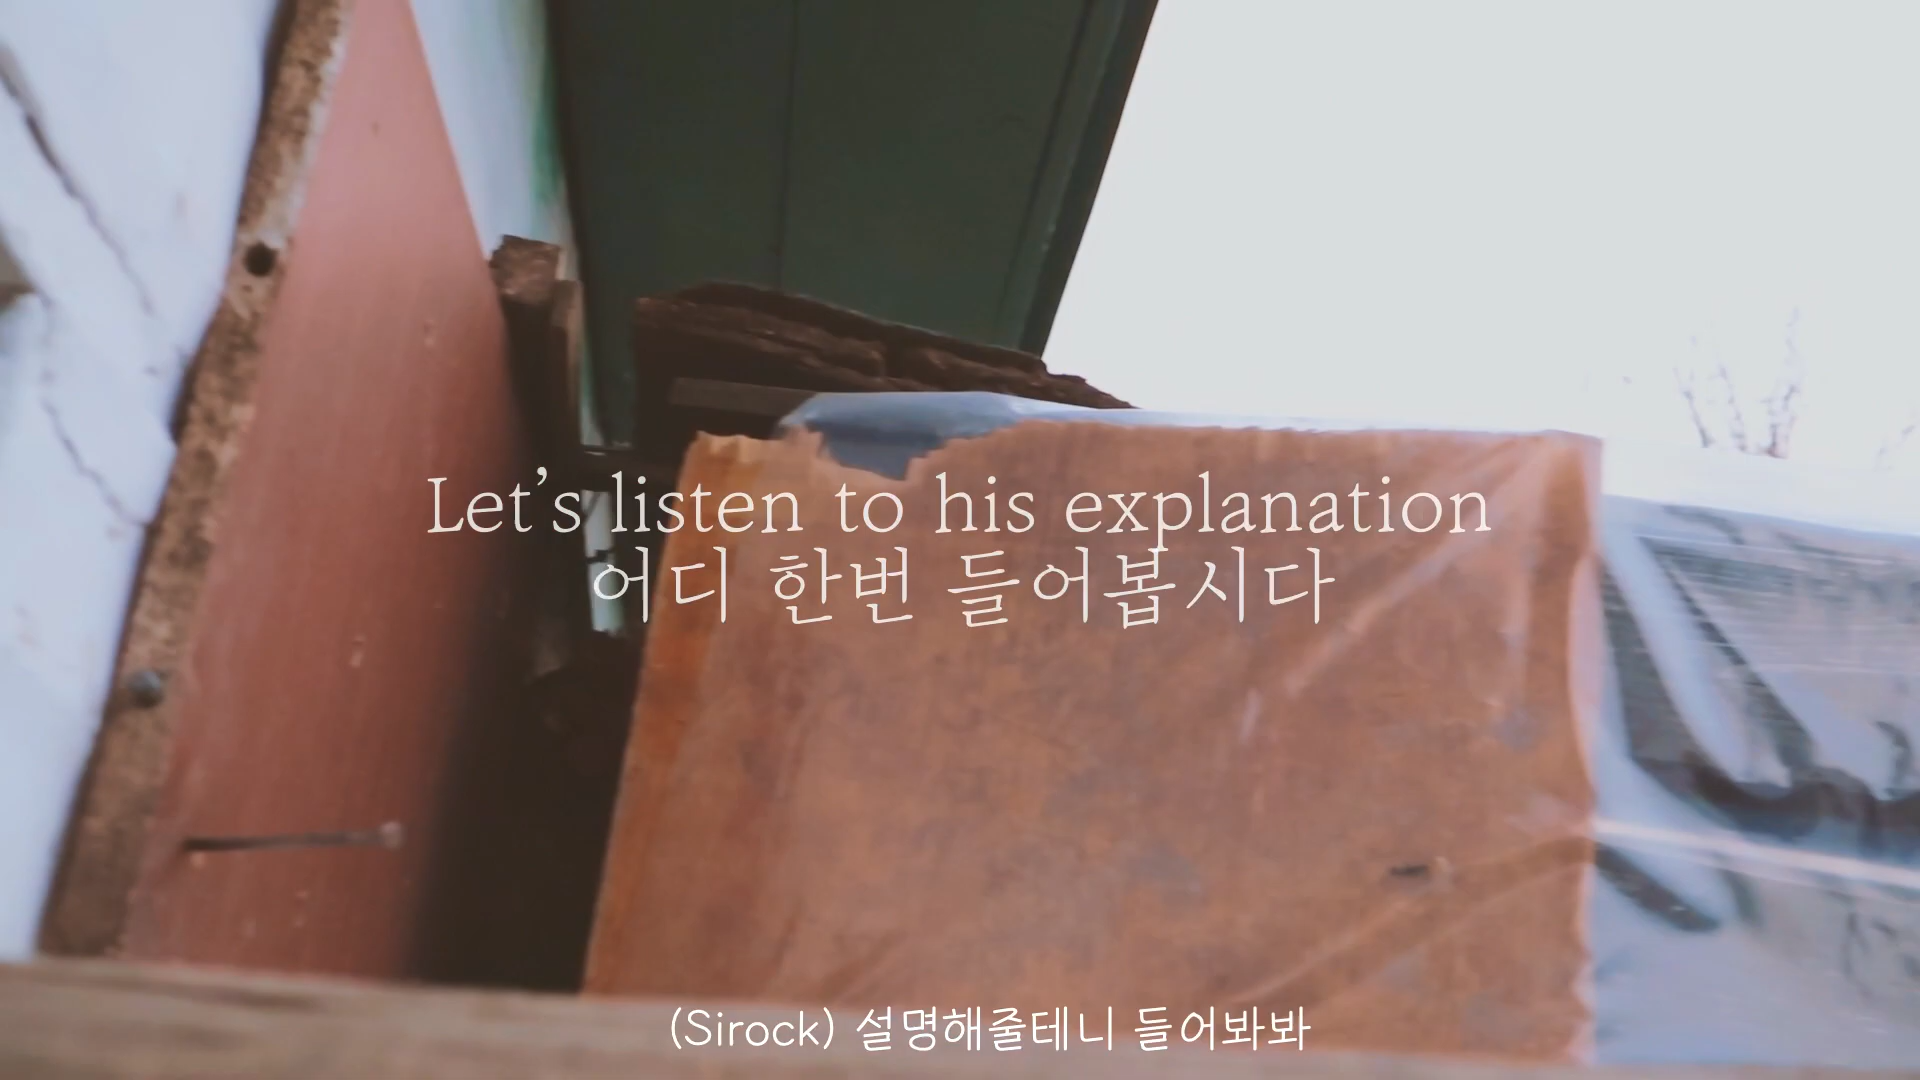 Let’s listen to his explanation
어디 한번 들어봅시다
(Sirock) 설명해줄테니 들어봐봐